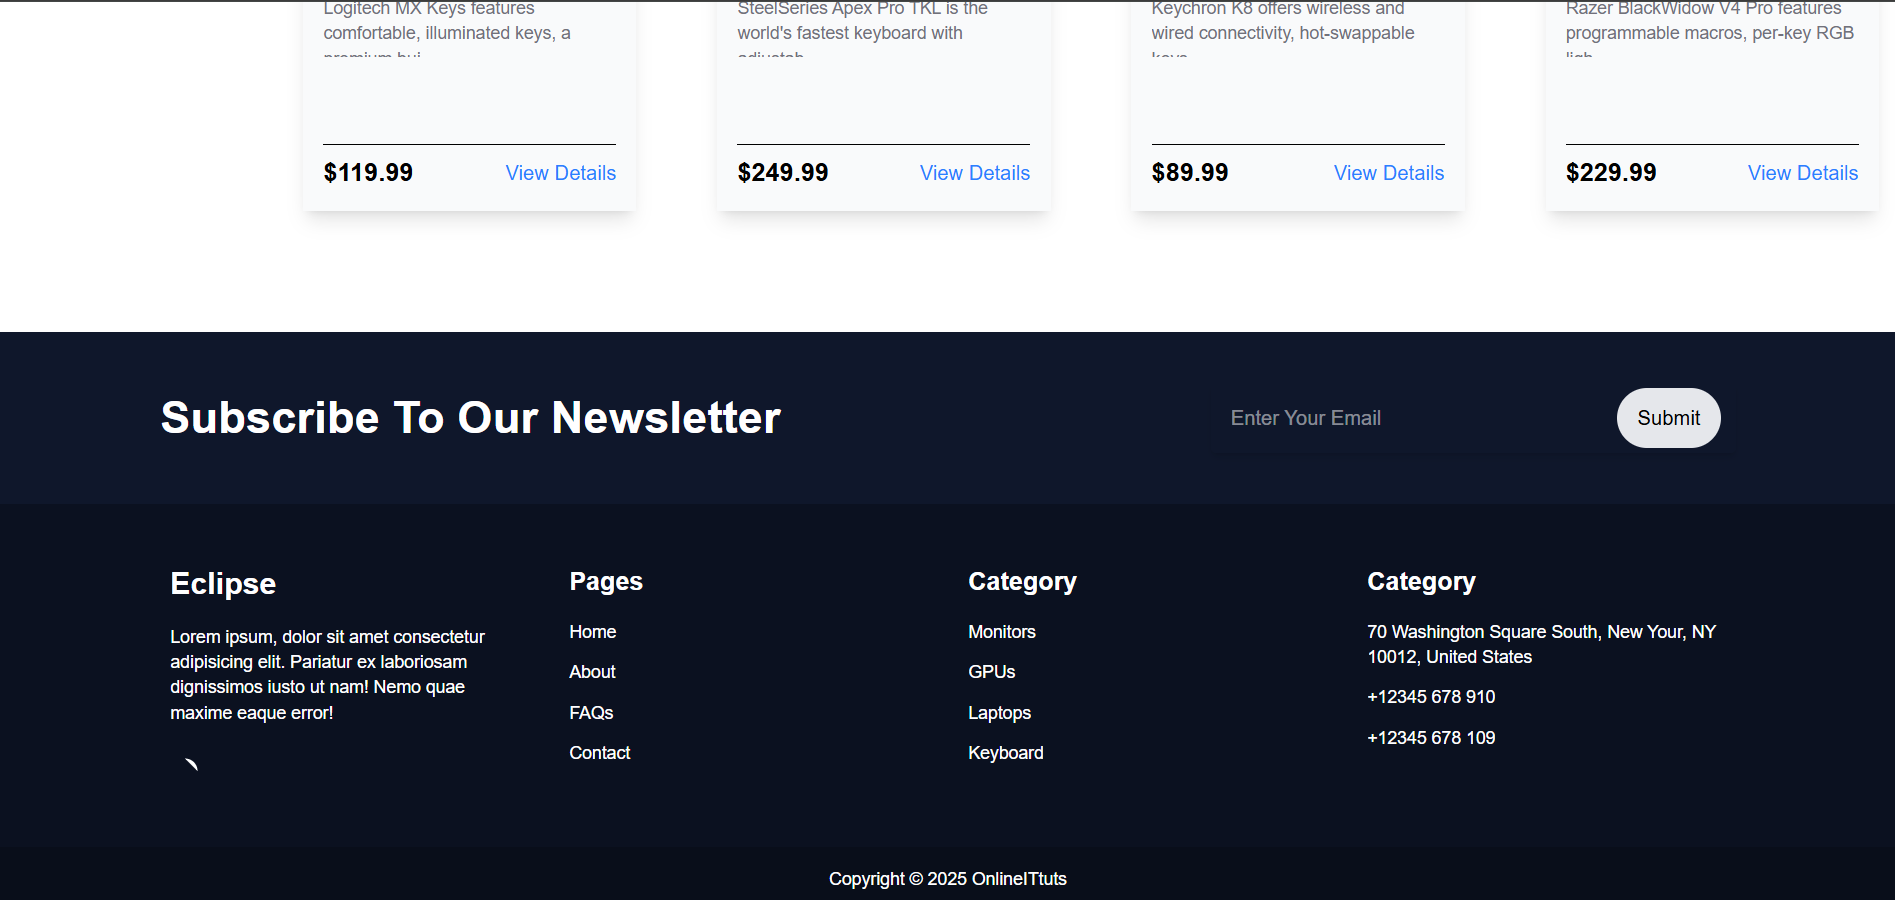 Logitech MX Keys features
comfortable, illuminated keys, a
premium bui...
SteelSeries Apex Pro TKL is the
world's fastest keyboard with
adjustab...
Keychron K8 offers wireless and
wired connectivity, hot-swappable
keys...
Razer BlackWidow V4 Pro features
programmable macros, per-key RGB
ligh...
$119.99 View Details
$249.99 View Details
$89.99 View Details
$229.99 View Details
Subscribe To Our Newsletter
Enter Your Email
Submit
Eclipse
Lorem ipsum, dolor sit amet consectetur
adipisicing elit. Pariatur ex laboriosam
dignissimos iusto ut nam! Nemo quae
maxime eaque error!
Pages
Home
About
FAQs
Contact
Category
Monitors
GPUs
Laptops
Keyboard
Category
70 Washington Square South, New Your, NY
10012, United States
+12345 678 910
+12345 678 109
Copyright © 2025 OnlineITtuts